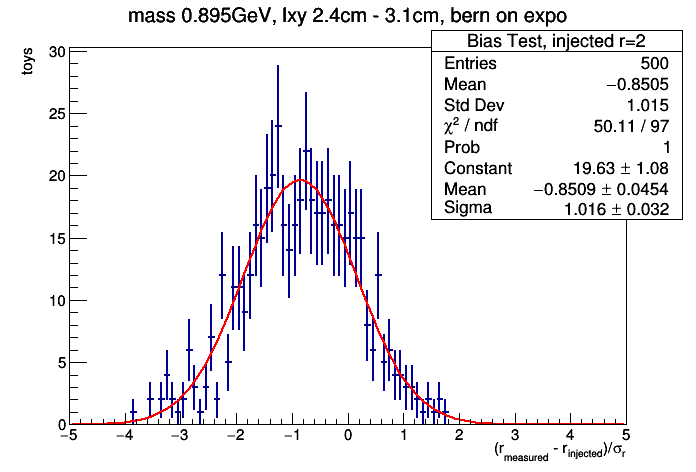 mass 0.895GeV, lxy 2.4cm - 3.1cm, bern on expo
toys
30
25
20
15
10
5
0
Bias Test, injected r=2
Entries 500
Mean −0.8505
Std Dev 1.015
χ² / ndf 50.11 / 97
Prob 1
Constant 19.63 ± 1.08
Mean −0.8509 ± 0.0454
Sigma 1.016 ± 0.032
−5 −4 −3 −2 −1 0 1 2 3 4 5
(r_measured - r_injected)/σ_r